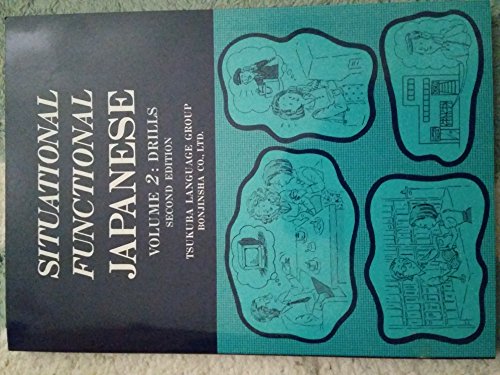 SITUATIONAL
FUNCTIONAL
JAPANESE
VOLUME 2: DRILLS
SECOND EDITION
TSUKUBA LANGUAGE GROUP
BONJINSHA CO., LTD.